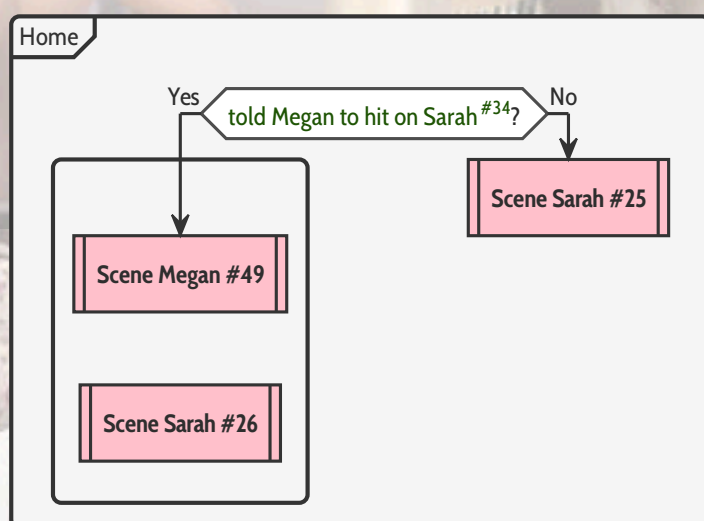 Home
Yes
told Megan to hit on Sarah #34?
No
Scene Sarah #25
Scene Megan #49
Scene Sarah #26